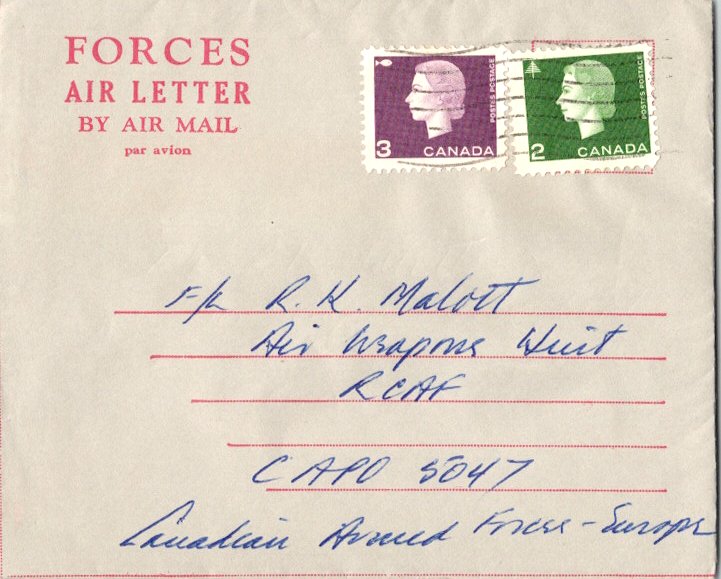 FORCES
AIR LETTER
BY AIR MAIL
par avion
POSTES POSTAGE
3 CANADA
POSTES POSTAGE
2 CANADA
F/L R. K. Malott
Air Weapons Unit
RCAF
CAPO 5047
Canadian Armed Forces - Europe